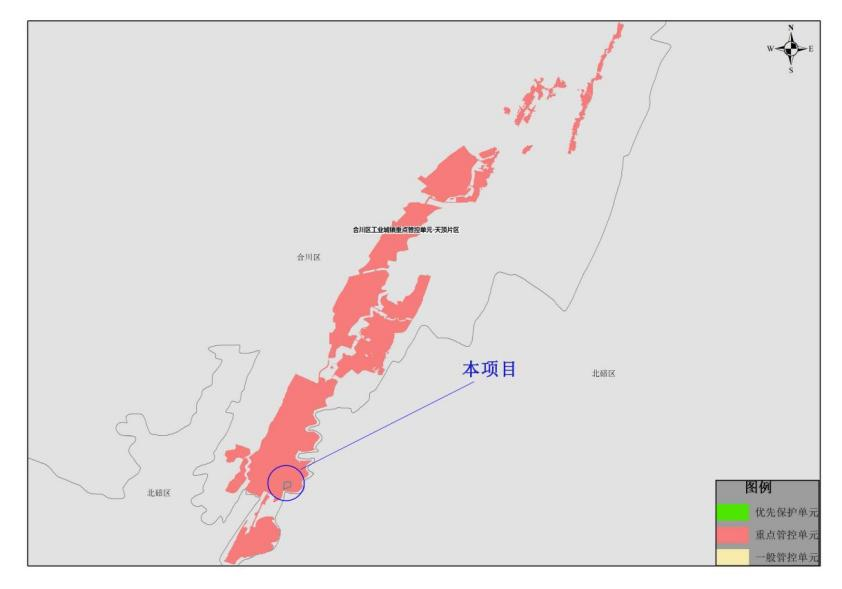 N
W E
S
合川区工业城镇重点管控单元-天顶片区
合川区
本项目
北碚区
北碚区
图例
优先保护单元
重点管控单元
一般管控单元